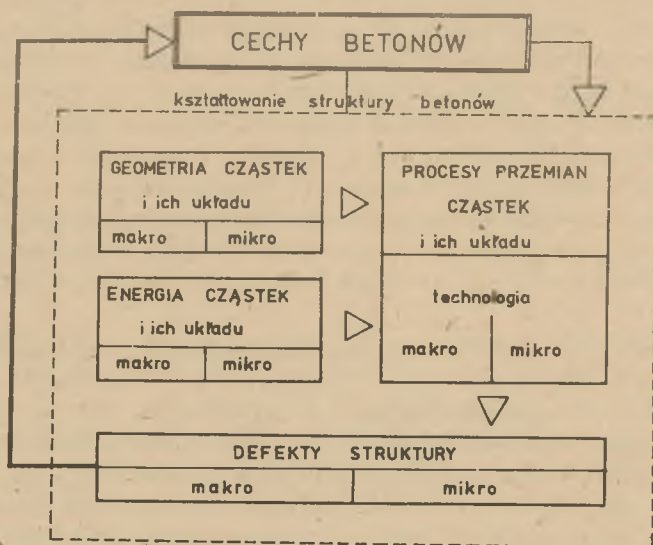 CECHY BETONÓW
kształtowanie struktury betonów
GEOMETRIA CZĄSTEK
i ich układu
makro mikro
PROCESY PRZEMIAN
CZĄSTEK
i ich układu
technologia
makro mikro
ENERGIA CZĄSTEK
i ich układu
makro mikro
DEFEKTY STRUKTURY
makro mikro